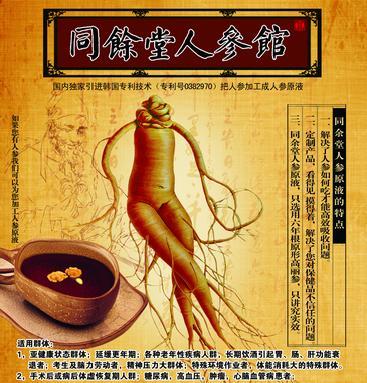 同餘堂人參館
国内独家引进韩国专利技术（专利号0382970）把人参加工成人参原液
同余堂人参原液的特点
一、解决了人参如何吃才能高效吸收问题。
二、定制产品，看得见、摸得着，解决了您对保健品不信任的问题。
三、同余堂人参原液，只选用六年根原形高丽参，只讲究实效。
如果您有人参我们可以为您加工人参原液
适用群体：
1、亚健康状态群体；延缓更年期；各种老年性疾病人群；长期饮酒引起胃、肠、肝功能衰退者；
考生及脑力劳动者，精神压力大群体；特殊环境作业者；体能消耗大的特殊群体。
2、手术后或病后体虚恢复期人群；糖尿病，高血压，肿瘤，心脑血管病患者；